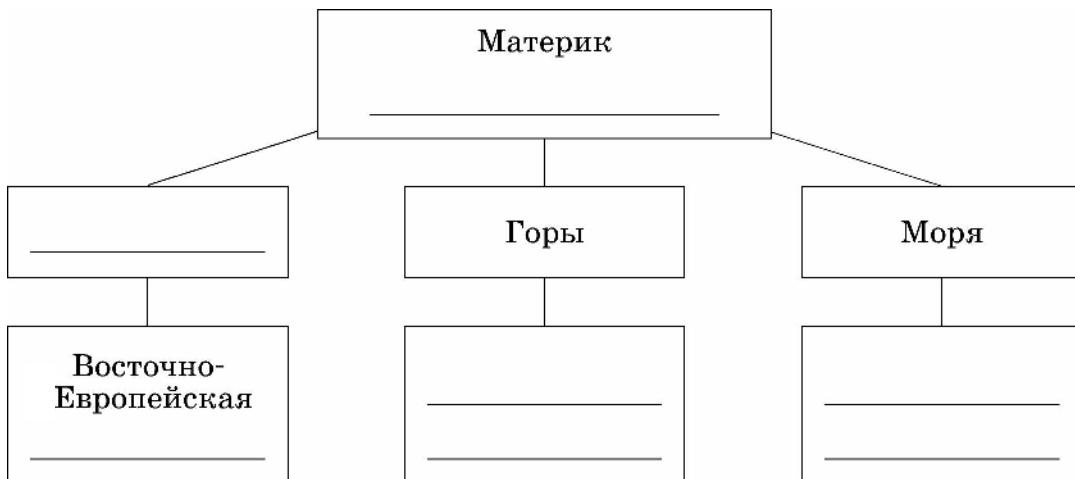 Материк
Горы
Моря
Восточно-
Европейская